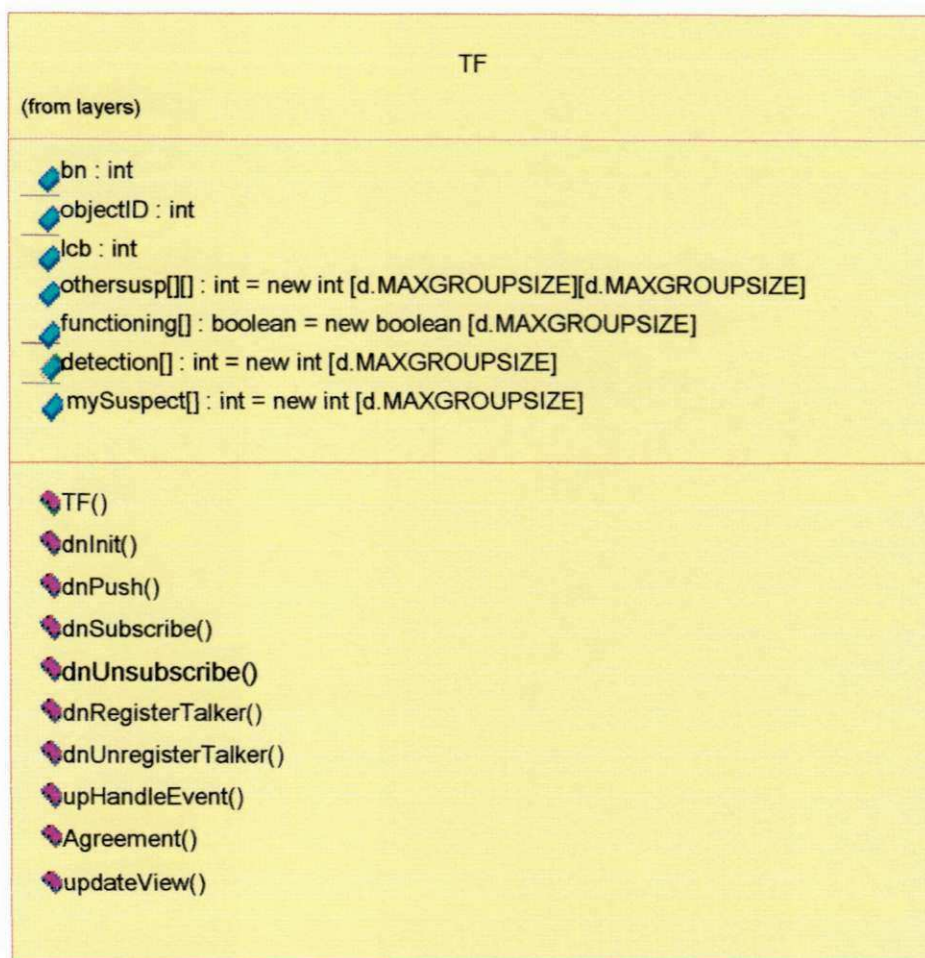 TF
(from layers)
bn : int
objectID : int
lcb : int
othersusp[][] : int = new int [d.MAXGROUPSIZE][d.MAXGROUPSIZE]
functioning[] : boolean = new boolean [d.MAXGROUPSIZE]
detection[] : int = new int [d.MAXGROUPSIZE]
mySuspect[] : int = new int [d.MAXGROUPSIZE]
TF()
dnInit()
dnPush()
dnSubscribe()
dnUnsubscribe()
dnRegisterTalker()
dnUnregisterTalker()
upHandleEvent()
Agreement()
updateView()